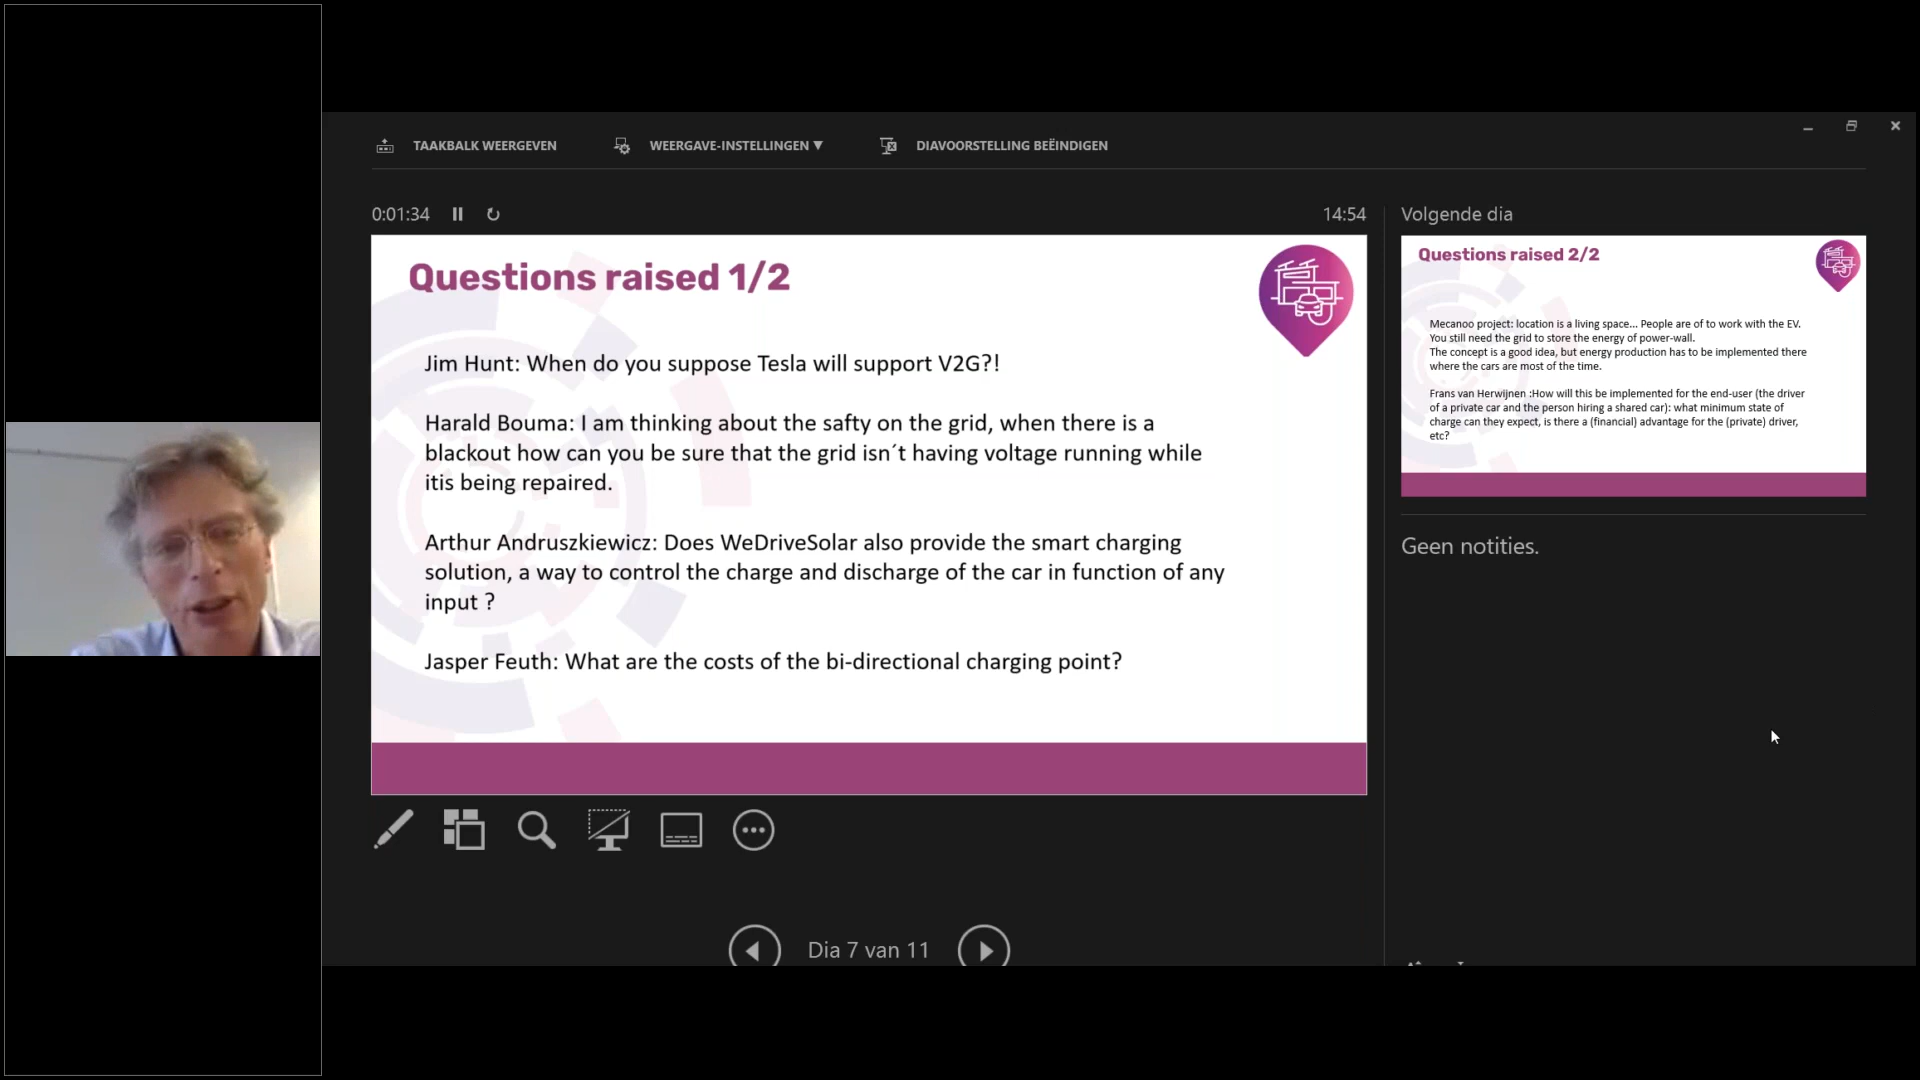 TAAKBALK WEERGEVEN
WEERGAVE-INSTELLINGEN ▼
DIAVOORSTELLING BEËINDIGEN
0:01:34
14:54
Questions raised 1/2
Jim Hunt: When do you suppose Tesla will support V2G?!
Harald Bouma: I am thinking about the safty on the grid, when there is a
blackout how can you be sure that the grid isn´t having voltage running while
itis being repaired.
Arthur Andruszkiewicz: Does WeDriveSolar also provide the smart charging
solution, a way to control the charge and discharge of the car in function of any
input ?
Jasper Feuth: What are the costs of the bi-directional charging point?
Dia 7 van 11
Volgende dia
Questions raised 2/2
Mecanoo project: location is a living space... People are of to work with the EV.
You still need the grid to store the energy of power-wall.
The concept is a good idea, but energy production has to be implemented there
where the cars are most of the time.
Frans van Herwijnen :How will this be implemented for the end-user (the driver
of a private car and the person hiring a shared car): what minimum state of
charge can they expect, is there a (financial) advantage for the (private) driver,
etc?
Geen notities.